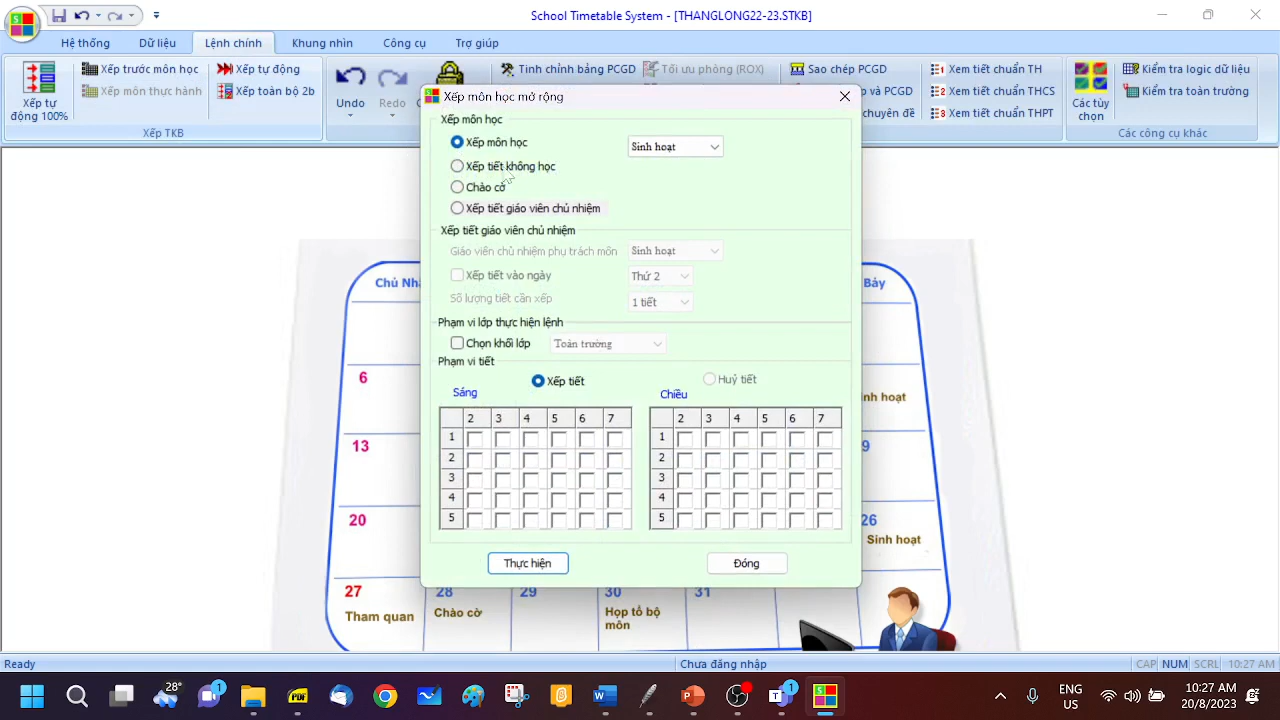 School Timetable System - [THANGLONG22-23.STKB]
Hệ thống
Dữ liệu
Lệnh chính
Khung nhìn
Công cụ
Trợ giúp
Xếp tự động 100%
Xếp trước môn học
Xếp môn thực hành
Xếp tự động
Xếp toàn bộ 2b
Xếp TKB
Undo
Redo
Tinh chỉnh PCGD
Tối ưu phòng
(X)
Sao chép PCGD
p và PCGD
chuyên đề
Xem tiết chuẩn TH
Xem tiết chuẩn THCS
Xem tiết chuẩn THPT
Các tùy chọn
Kiểm tra logic dữ liệu
Kiểm tra toàn trường
Các công cụ khác
Xếp môn học mở rộng
Xếp môn học
Xếp môn học
Sinh hoạt
Xếp tiết không học
Chào cờ
Xếp tiết giáo viên chủ nhiệm
Xếp tiết giáo viên chủ nhiệm
Giáo viên chủ nhiệm phụ trách môn
Sinh hoạt
Xếp tiết vào ngày
Thứ 2
Số lượng tiết cần xếp
1 tiết
Phạm vi lớp thực hiện lệnh
Chọn khối lớp
Toàn trường
Phạm vi tiết
Xếp tiết
Huỷ tiết
Sáng
Chiều
2 3 4 5 6 7
2 3 4 5 6 7
1
1
2
2
3
3
4
4
5
5
Thực hiện
Đóng
Chủ Nh
Bảy
6
nh hoạt
13
9
20
26
Sinh hoạt
27
28
29
30
31
Tham quan
Chào cờ
Họp tổ bộ môn
Ready
Chưa đăng nhập
CAP NUM SCRL 10:27 AM
28°
1
PDF
1
ENG
US
10:27 AM
20/8/2023